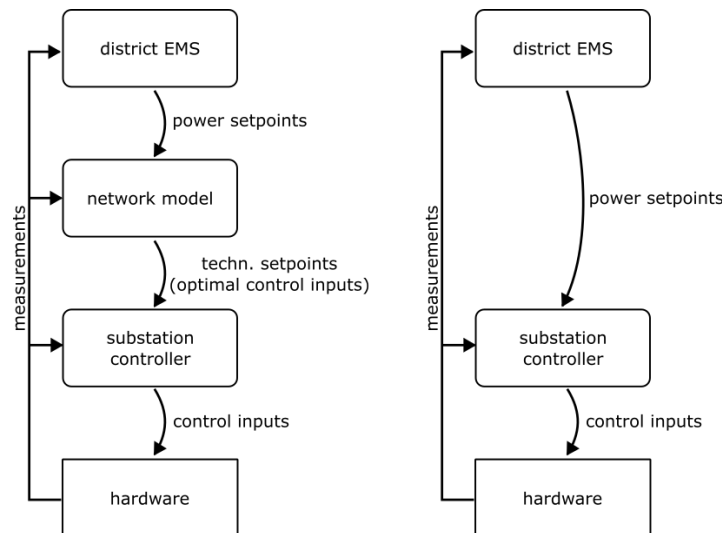 district EMS
power setpoints
network model
measurements
techn. setpoints
(optimal control inputs)
substation
controller
control inputs
hardware
district EMS
power setpoints
measurements
substation
controller
control inputs
hardware